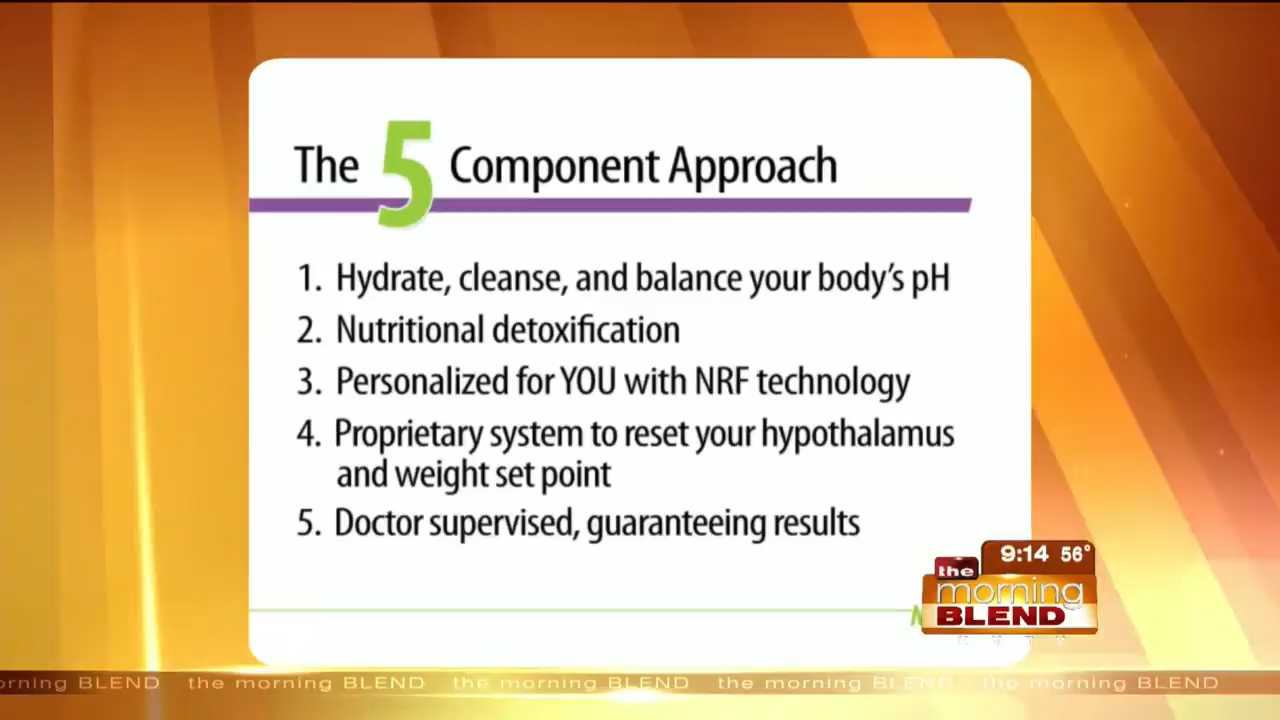 The 5 Component Approach
1. Hydrate, cleanse, and balance your body's pH
2. Nutritional detoxification
3. Personalized for YOU with NRF technology
4. Proprietary system to reset your hypothalamus
and weight set point
5. Doctor supervised, guaranteeing results
9:14 56°
the
morning
BLEND
orning BLEND the morning BLEND the morning BLEND the morning BLEND the morning BLEND